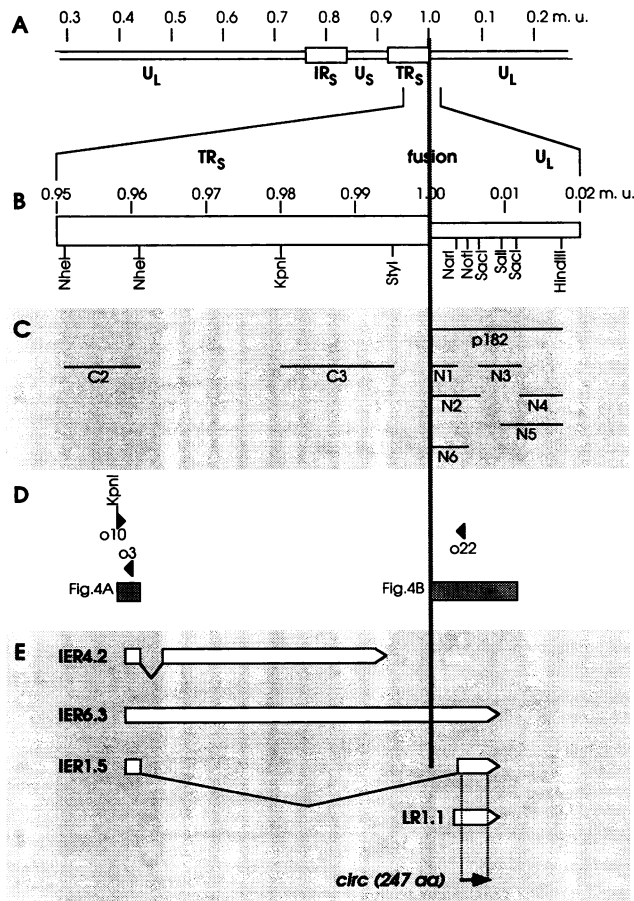 A
0.3 0.4 0.5 0.6 0.7 0.8 0.9 1.0 0.1 0.2 m. u.
UL IRS US TRS UL
TRS fusion UL
B
0.95 0.96 0.97 0.98 0.99 1.00 0.01 0.02 m. u.
NheI NheI KpnI StyI NarI NotI SacI SalI SacI HindIII
C
p182
C2 C3 N1 N3
N2 N4
N5
N6
D
KpnI
o10 o22
o3
Fig.4A Fig.4B
E
IER4.2
IER6.3
IER1.5
LR1.1
circ (247 aa)